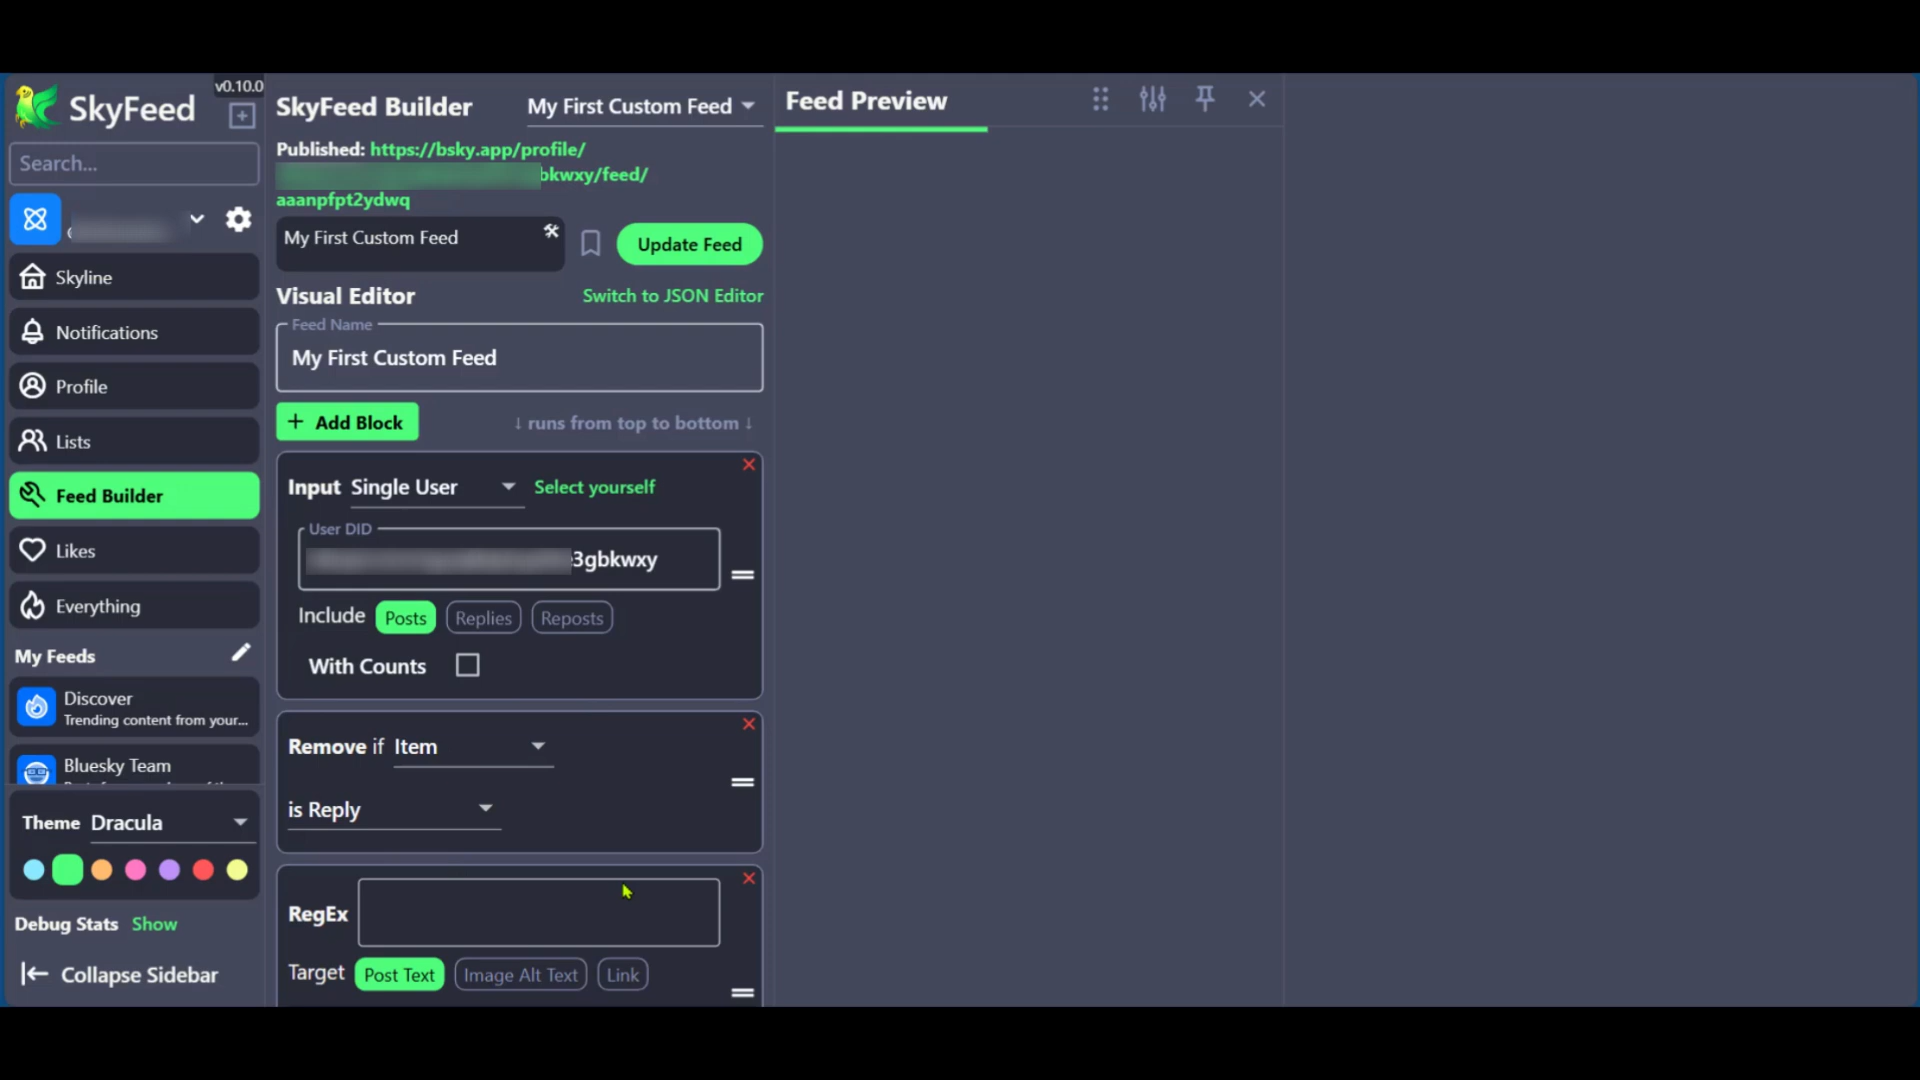 SkyFeed
v0.10.0
Search...
Skyline
Notifications
Profile
Lists
Feed Builder
Likes
Everything
My Feeds
Discover
Trending content from your...
Bluesky Team
Theme Dracula
Debug Stats Show
Collapse Sidebar
SkyFeed Builder
My First Custom Feed
Published: https://bsky.app/profile/
bkwxy/feed/
aaanpfpt2ydwq
My First Custom Feed
Update Feed
Visual Editor
Switch to JSON Editor
Feed Name
My First Custom Feed
+ Add Block
↓ runs from top to bottom ↓
Input Single User Select yourself
User DID
3gbkwxy
Include Posts Replies Reposts
With Counts
Remove if Item
is Reply
RegEx
Target Post Text Image Alt Text Link
Feed Preview